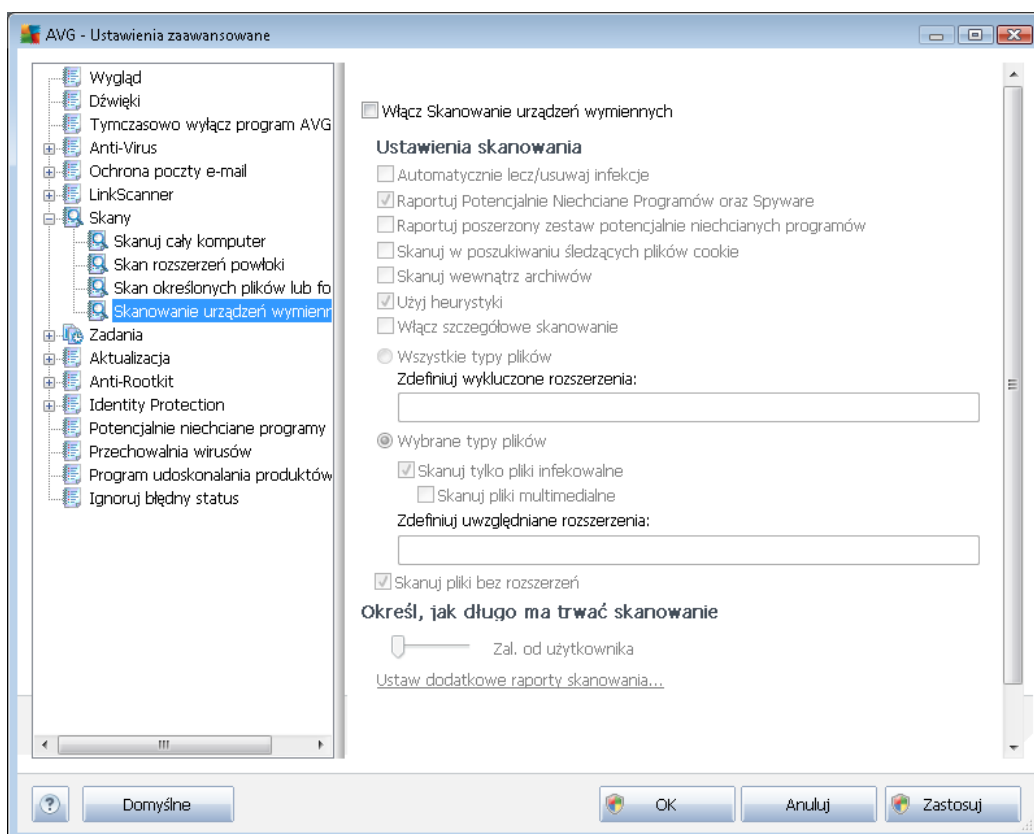 AVG - Ustawienia zaawansowane
Wygląd
Dźwięki
Tymczasowo wyłącz program AVG
Anti-Virus
Ochrona poczty e-mail
LinkScanner
Skany
Skanuj cały komputer
Skan rozszerzeń powłoki
Skan określonych plików lub fo
Skanowanie urządzeń wymienn
Zadania
Aktualizacja
Anti-Rootkit
Identity Protection
Potencjalnie niechciane programy
Przechowalnia wirusów
Program udoskonalania produktów
Ignoruj błędny status
Włącz Skanowanie urządzeń wymiennych
Ustawienia skanowania
Automatycznie lecz/usuwaj infekcje
Raportuj Potencjalnie Niechciane Programów oraz Spyware
Raportuj poszerzony zestaw potencjalnie niechcianych programów
Skanuj w poszukiwaniu śledzących plików cookie
Skanuj wewnątrz archiwów
Użyj heurystyki
Włącz szczegółowe skanowanie
Wszystkie typy plików
Zdefiniuj wykluczone rozszerzenia:
Wybrane typy plików
Skanuj tylko pliki infekowalne
Skanuj pliki multimedialne
Zdefiniuj uwzględniane rozszerzenia:
Skanuj pliki bez rozszerzeń
Określ, jak długo ma trwać skanowanie
Zal. od użytkownika
Ustaw dodatkowe raporty skanowania...
? Domyślne OK Anuluj Zastosuj